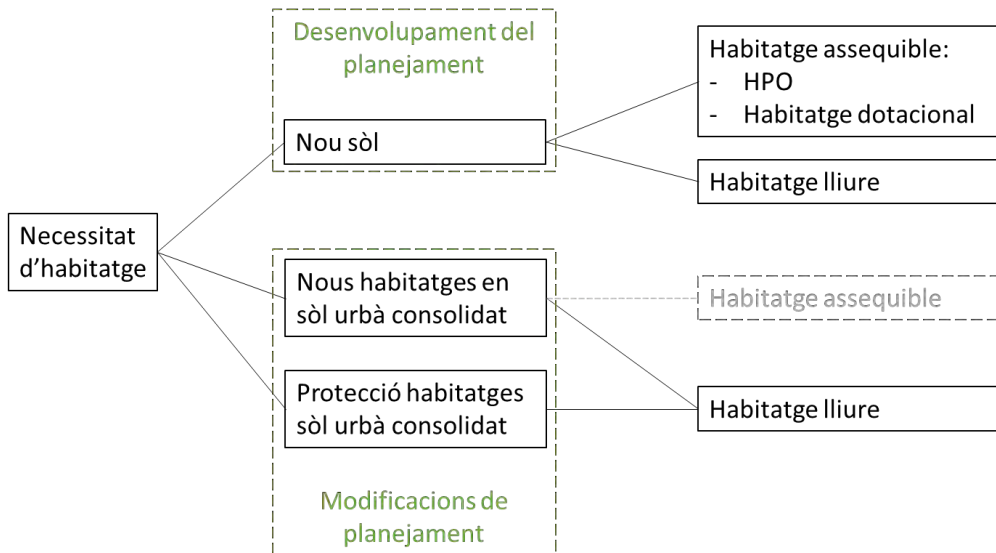 Desenvolupament del
planejament
Nou sòl
Habitatge assequible:
- HPO
- Habitatge dotacional
Habitatge lliure
Necessitat
d'habitatge
Nous habitatges en
sòl urbà consolidat
Habitatge assequible
Protecció habitatges
sòl urbà consolidat
Habitatge lliure
Modificacions de
planejament